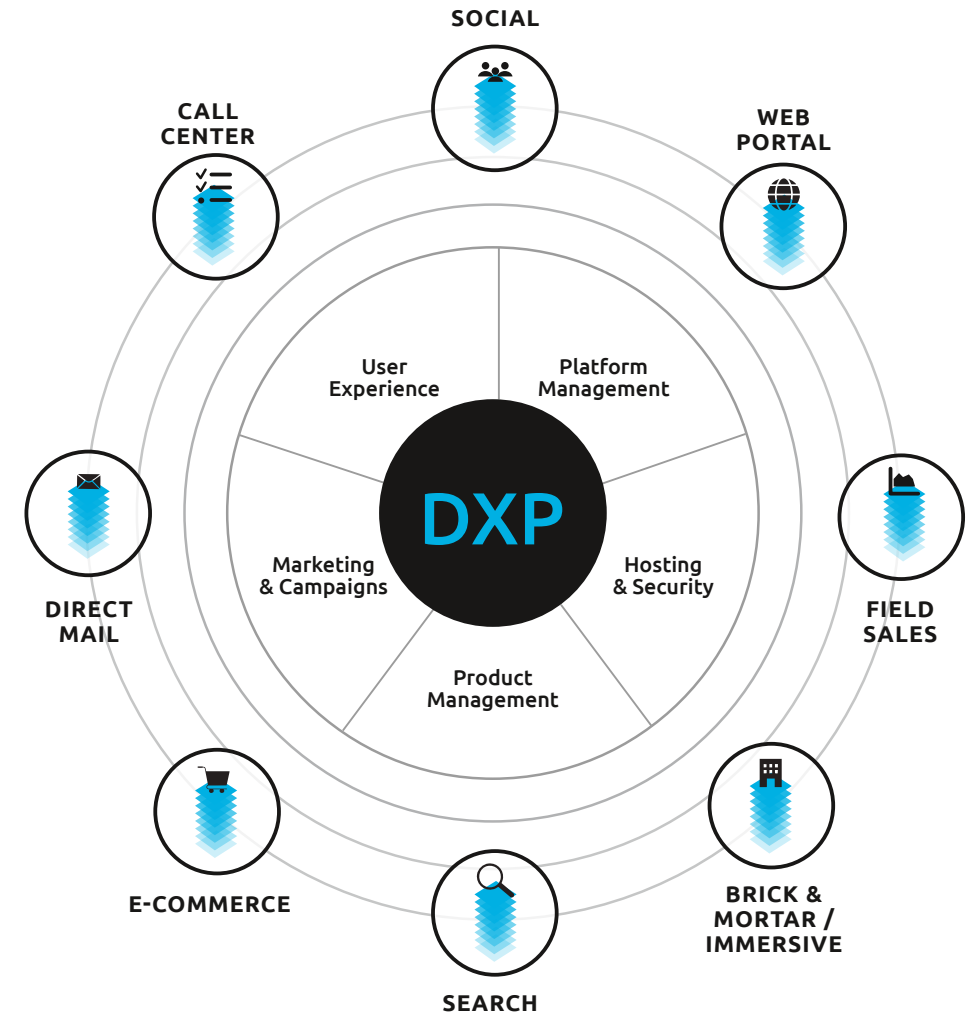 SOCIAL
CALL
CENTER
WEB
PORTAL
User
Experience
Platform
Management
DXP
Marketing
& Campaigns
Hosting
& Security
DIRECT
MAIL
FIELD
SALES
Product
Management
E-COMMERCE
BRICK &
MORTAR /
IMMERSIVE
SEARCH